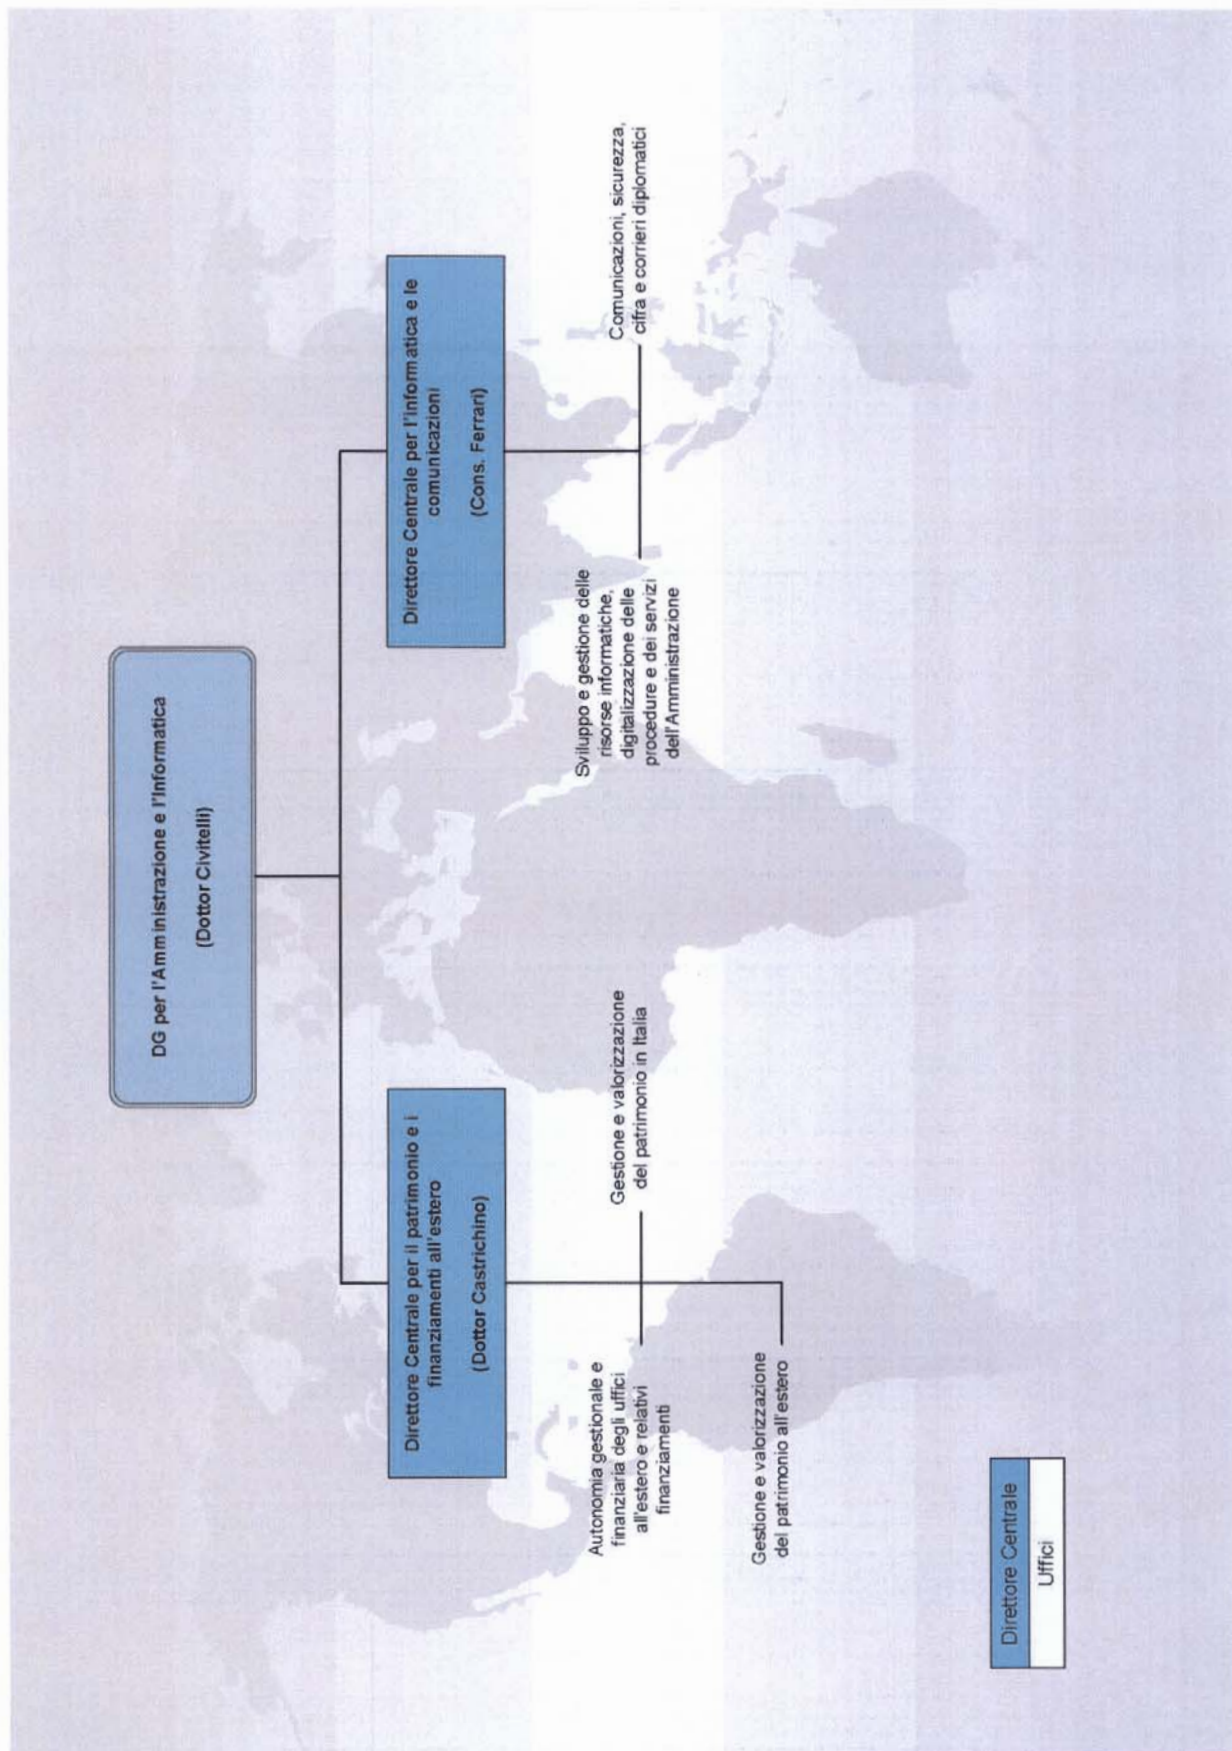 DG per l'Amministrazione e l'Informatica
(Dottor Civitelli)
Direttore Centrale per il patrimonio e i
finanziamenti all'estero
(Dottor Castrichino)
Direttore Centrale per l'Informatica e le
comunicazioni
(Cons. Ferrari)
Autonomia gestionale e
finanziaria degli uffici
all'estero e relativi
finanziamenti
Gestione e valorizzazione
del patrimonio in Italia
Gestione e valorizzazione
del patrimonio all'estero
Sviluppo e gestione delle
risorse informatiche,
digitalizzazione delle
procedure e dei servizi
dell'Amministrazione
Comunicazioni, sicurezza,
cifra e corrieri diplomatici
Direttore Centrale
Uffici